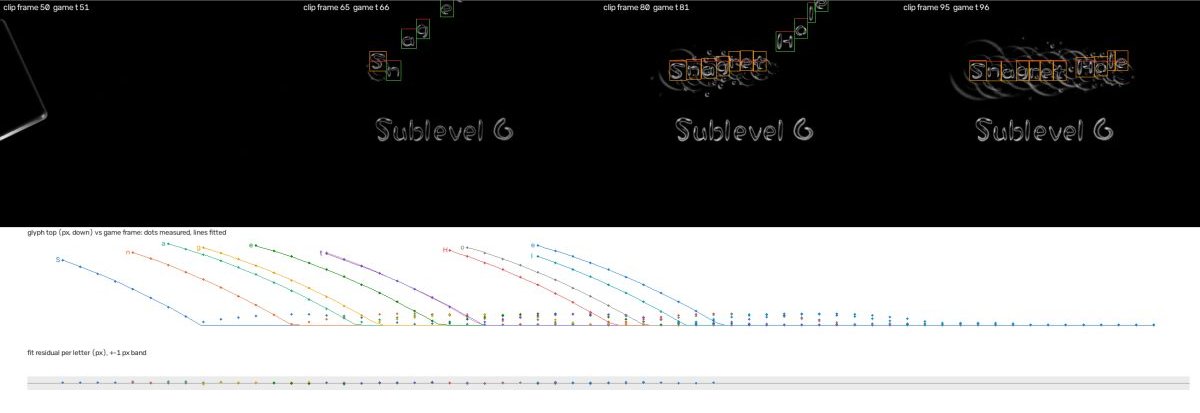 clip frame 50 game t 51
clip frame 65 game t 66
clip frame 80 game t 81
clip frame 95 game t 96
e
a g
S n
Sublevel 6
H o l e
Snagret
Sublevel 6
Snagret Hole
Sublevel 6
glyph top (px, down) vs game frame: dots measured, lines fitted
S
n
a
g
e
t
H
o
l
e
fit residual per letter (px), +-1 px band